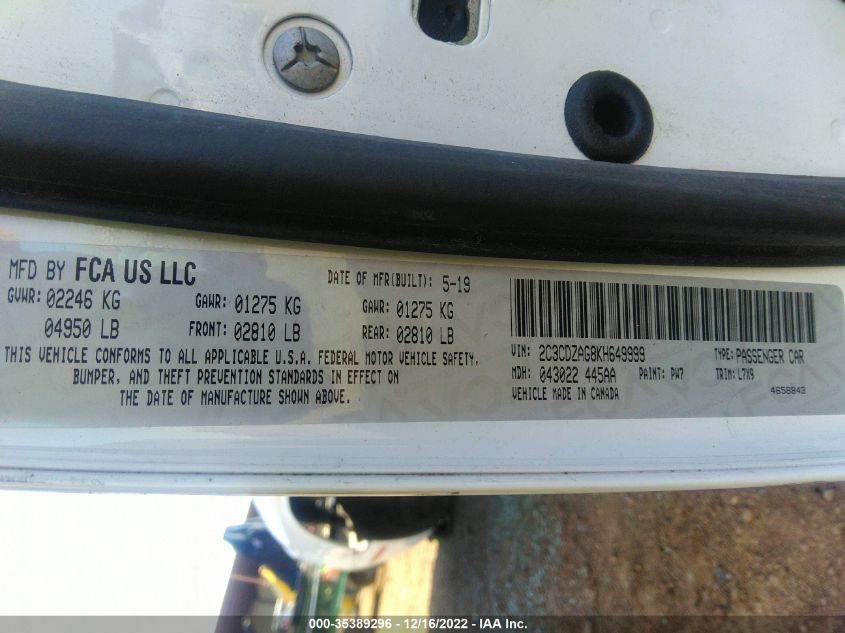 MFD BY FCA US LLC DATE OF MFR(BUILT): 5-19
GVWR: 02246 KG GAWR: 01275 KG GAWR: 01275 KG
04950 LB FRONT: 02810 LB REAR: 02810 LB
THIS VEHICLE CONFORMS TO ALL APPLICABLE U.S.A. FEDERAL MOTOR VEHICLE SAFETY,
BUMPER, AND THEFT PREVENTION STANDARDS IN EFFECT ON
THE DATE OF MANUFACTURE SHOWN ABOVE.
VIN: 2C3CDZAG8KH649999 TYPE: PASSENGER CAR
MDH: 043022 445AA PAINT: PW7 TRIM: L7X9
VEHICLE MADE IN CANADA 4658843
000-35389296 - 12/16/2022 - IAA Inc.